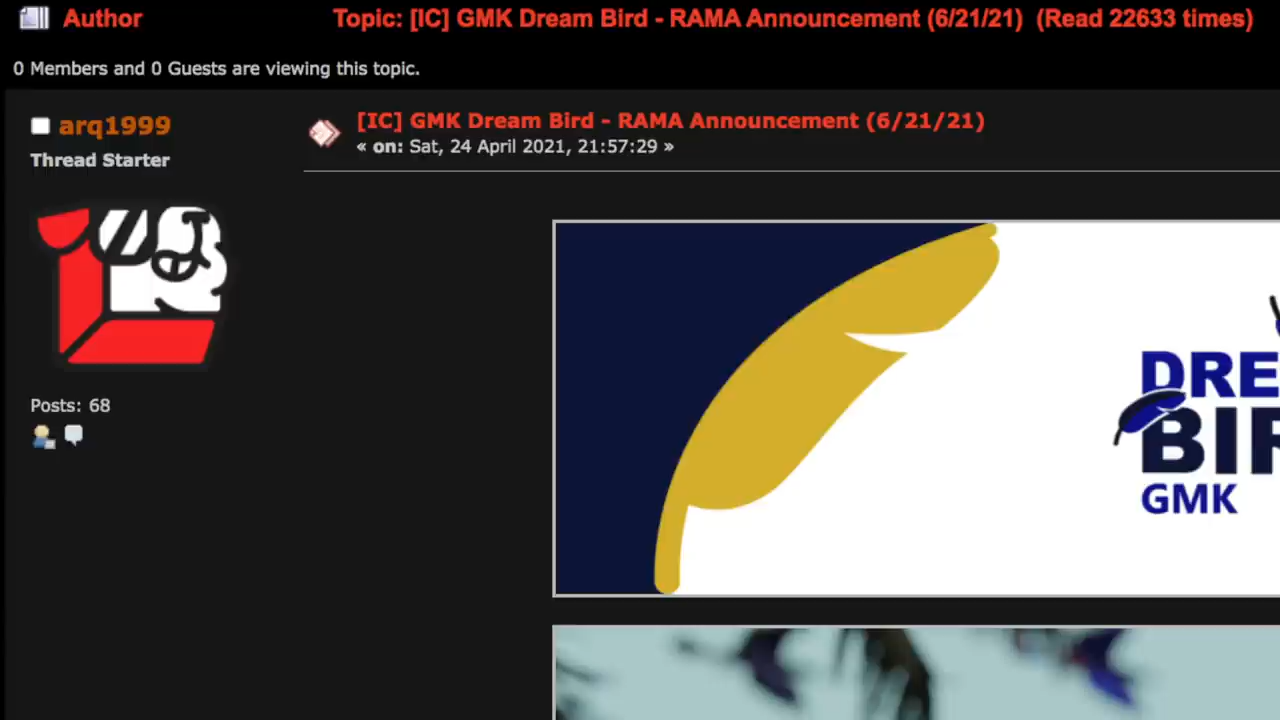 Author
Topic: [IC] GMK Dream Bird - RAMA Announcement (6/21/21)  (Read 22633 times)
0 Members and 0 Guests are viewing this topic.
arq1999
Thread Starter
[IC] GMK Dream Bird - RAMA Announcement (6/21/21)
« on: Sat, 24 April 2021, 21:57:29 »
Posts: 68
DRE
BIR
GMK